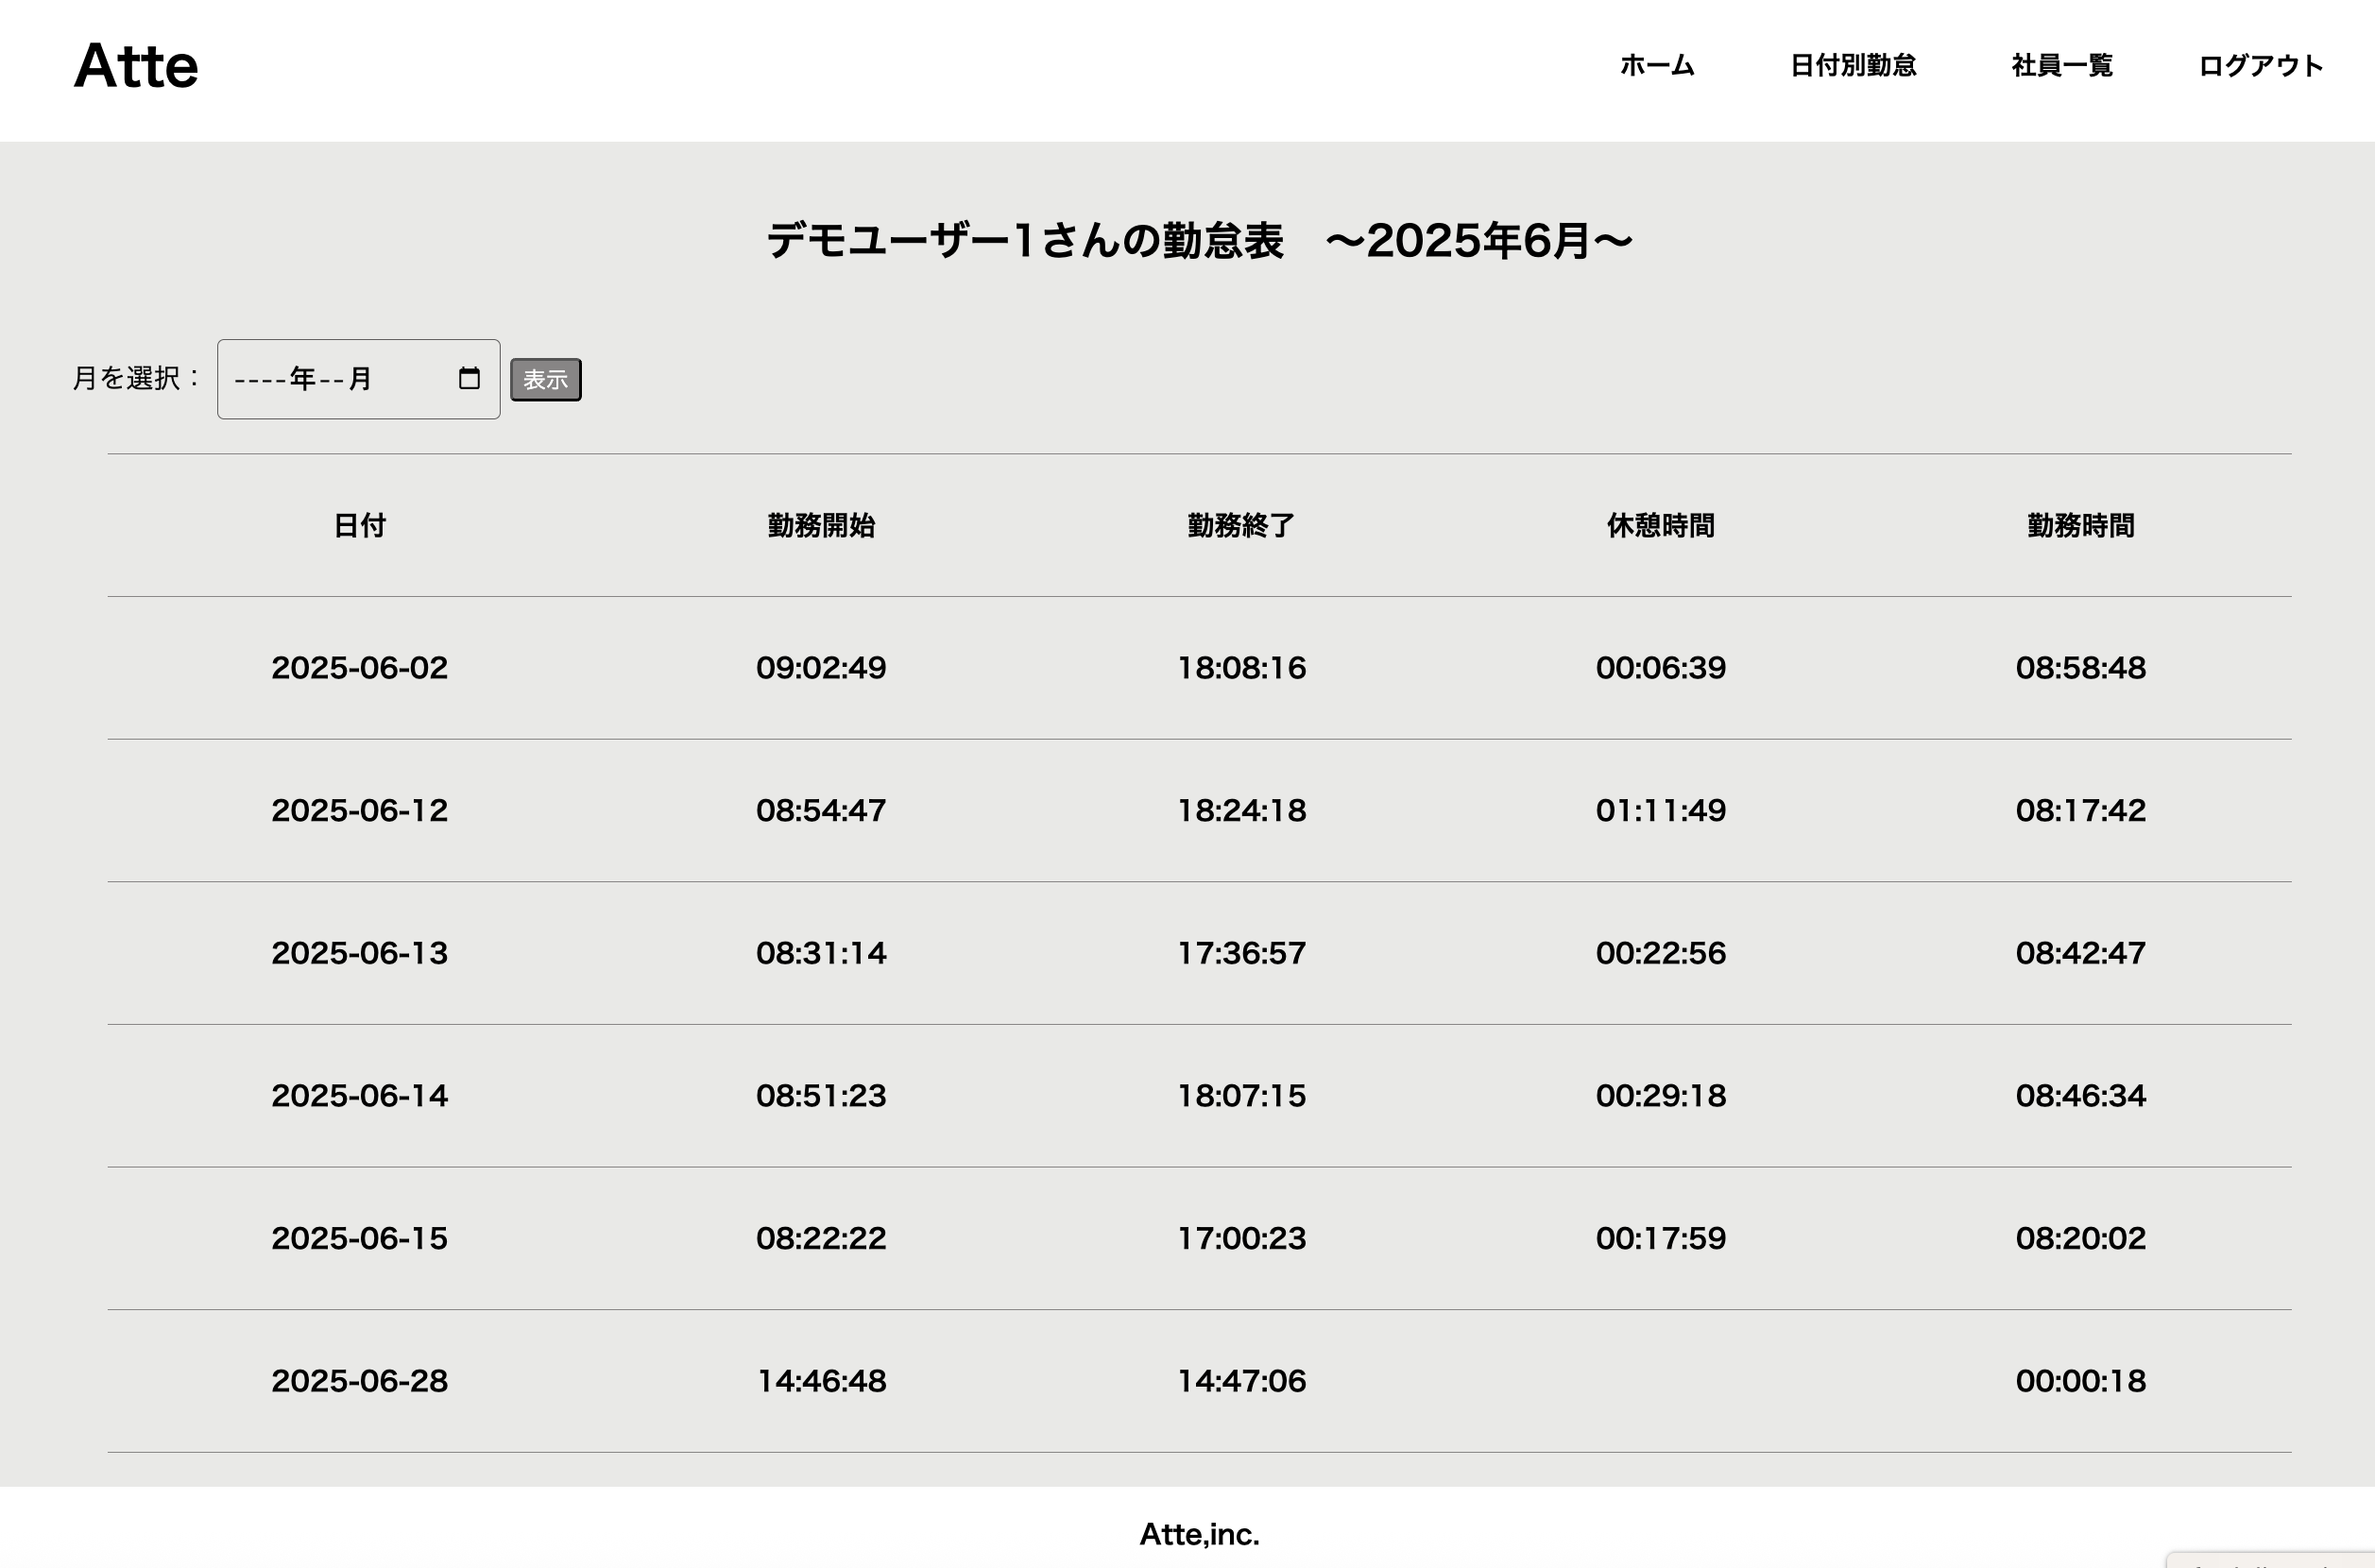 Atte
ホーム 日付別勤怠 社員一覧 ログアウト
デモユーザー1さんの勤怠表 〜2025年6月〜
月を選択： ----年--月 表示
日付 勤務開始 勤務終了 休憩時間 勤務時間
2025-06-02 09:02:49 18:08:16 00:06:39 08:58:48
2025-06-12 08:54:47 18:24:18 01:11:49 08:17:42
2025-06-13 08:31:14 17:36:57 00:22:56 08:42:47
2025-06-14 08:51:23 18:07:15 00:29:18 08:46:34
2025-06-15 08:22:22 17:00:23 00:17:59 08:20:02
2025-06-28 14:46:48 14:47:06 00:00:18
Atte,inc.